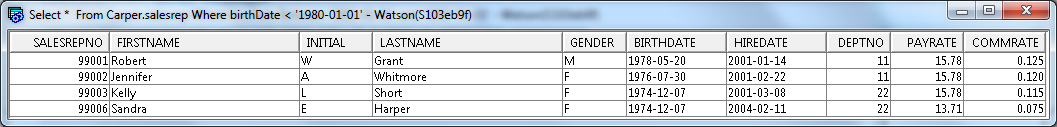 Select *  From Carper.salesrep Where birthDate < '1980-01-01' - Watson(S103eb9f)
SALESREPNO FIRSTNAME INITIAL LASTNAME GENDER BIRTHDATE HIREDATE DEPTNO PAYRATE COMMRATE
99001 Robert W Grant M 1978-05-20 2001-01-14 11 15.78 0.125
99002 Jennifer A Whitmore F 1976-07-30 2001-02-22 11 15.78 0.120
99003 Kelly L Short F 1974-12-07 2001-03-08 22 15.78 0.115
99006 Sandra E Harper F 1974-12-07 2004-02-11 22 13.71 0.075